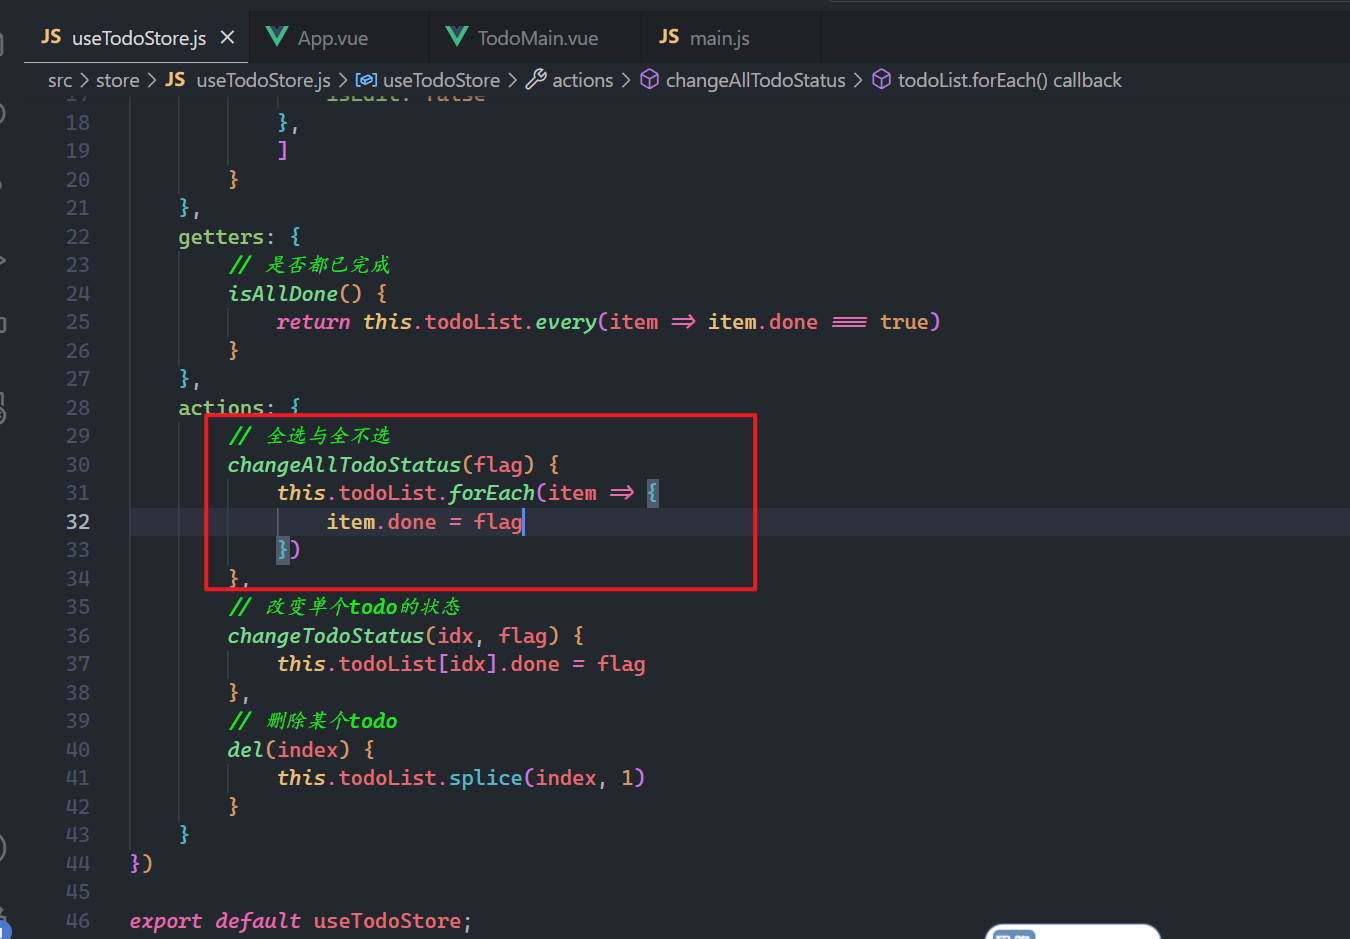 JS useTodoStore.js × App.vue TodoMain.vue JS main.js
src > store > JS useTodoStore.js > useTodoStore > actions > changeAllTodoStatus > todoList.forEach() callback
17 isEdit: false
18 },
19 ]
20 }
21 },
22 getters: {
23 // 是否都已完成
24 isAllDone() {
25 return this.todoList.every(item => item.done === true)
26 }
27 },
28 actions: {
29 // 全选与全不选
30 changeAllTodoStatus(flag) {
31 this.todoList.forEach(item => {
32 item.done = flag
33 })
34 },
35 // 改变单个todo的状态
36 changeTodoStatus(idx, flag) {
37 this.todoList[idx].done = flag
38 },
39 // 删除某个todo
40 del(index) {
41 this.todoList.splice(index, 1)
42 }
43 }
44 })
45
46 export default useTodoStore;